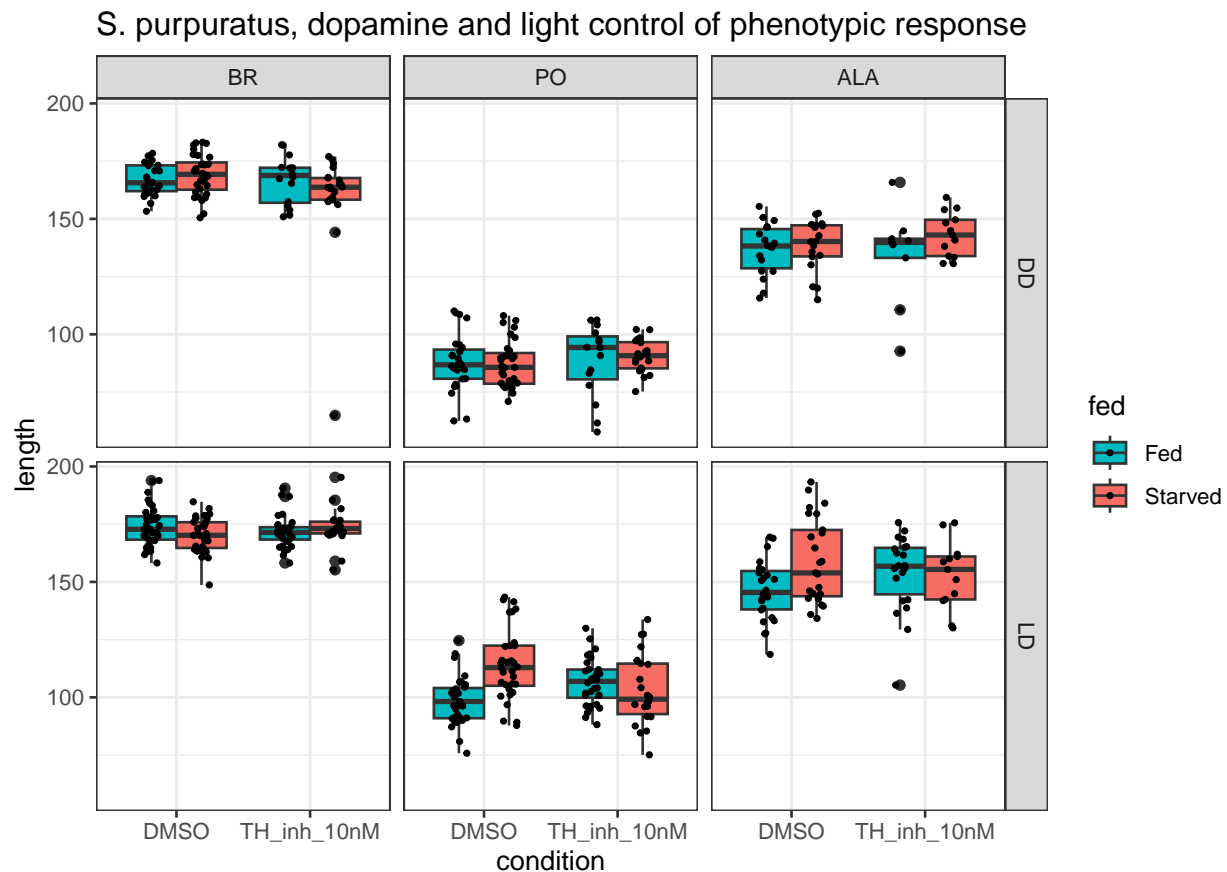 S. purpuratus, dopamine and light control of phenotypic response
BR
PO
ALA
200
150
100
DD
length
200
150
100
LD
DMSO
TH_inh_10nM
DMSO
TH_inh_10nM
DMSO
TH_inh_10nM
condition
fed
Fed
Starved